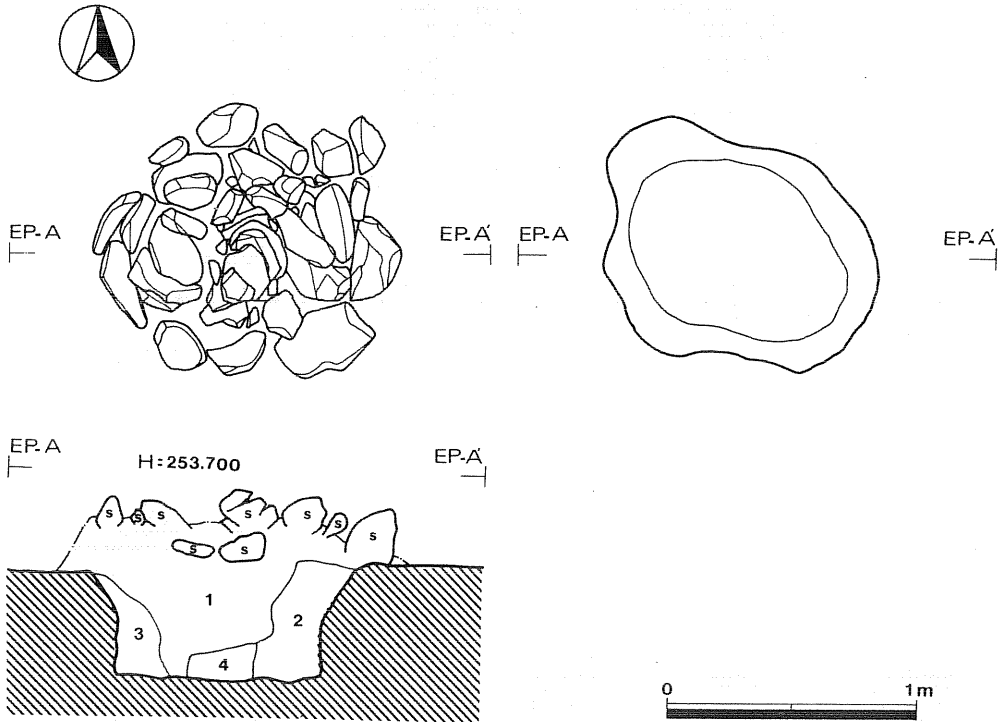 EP-A EP-A' EP-A EP-A'
EP-A H=253.700 EP-A'
s s s s s s s
s s
1
2
3
4
0 1m